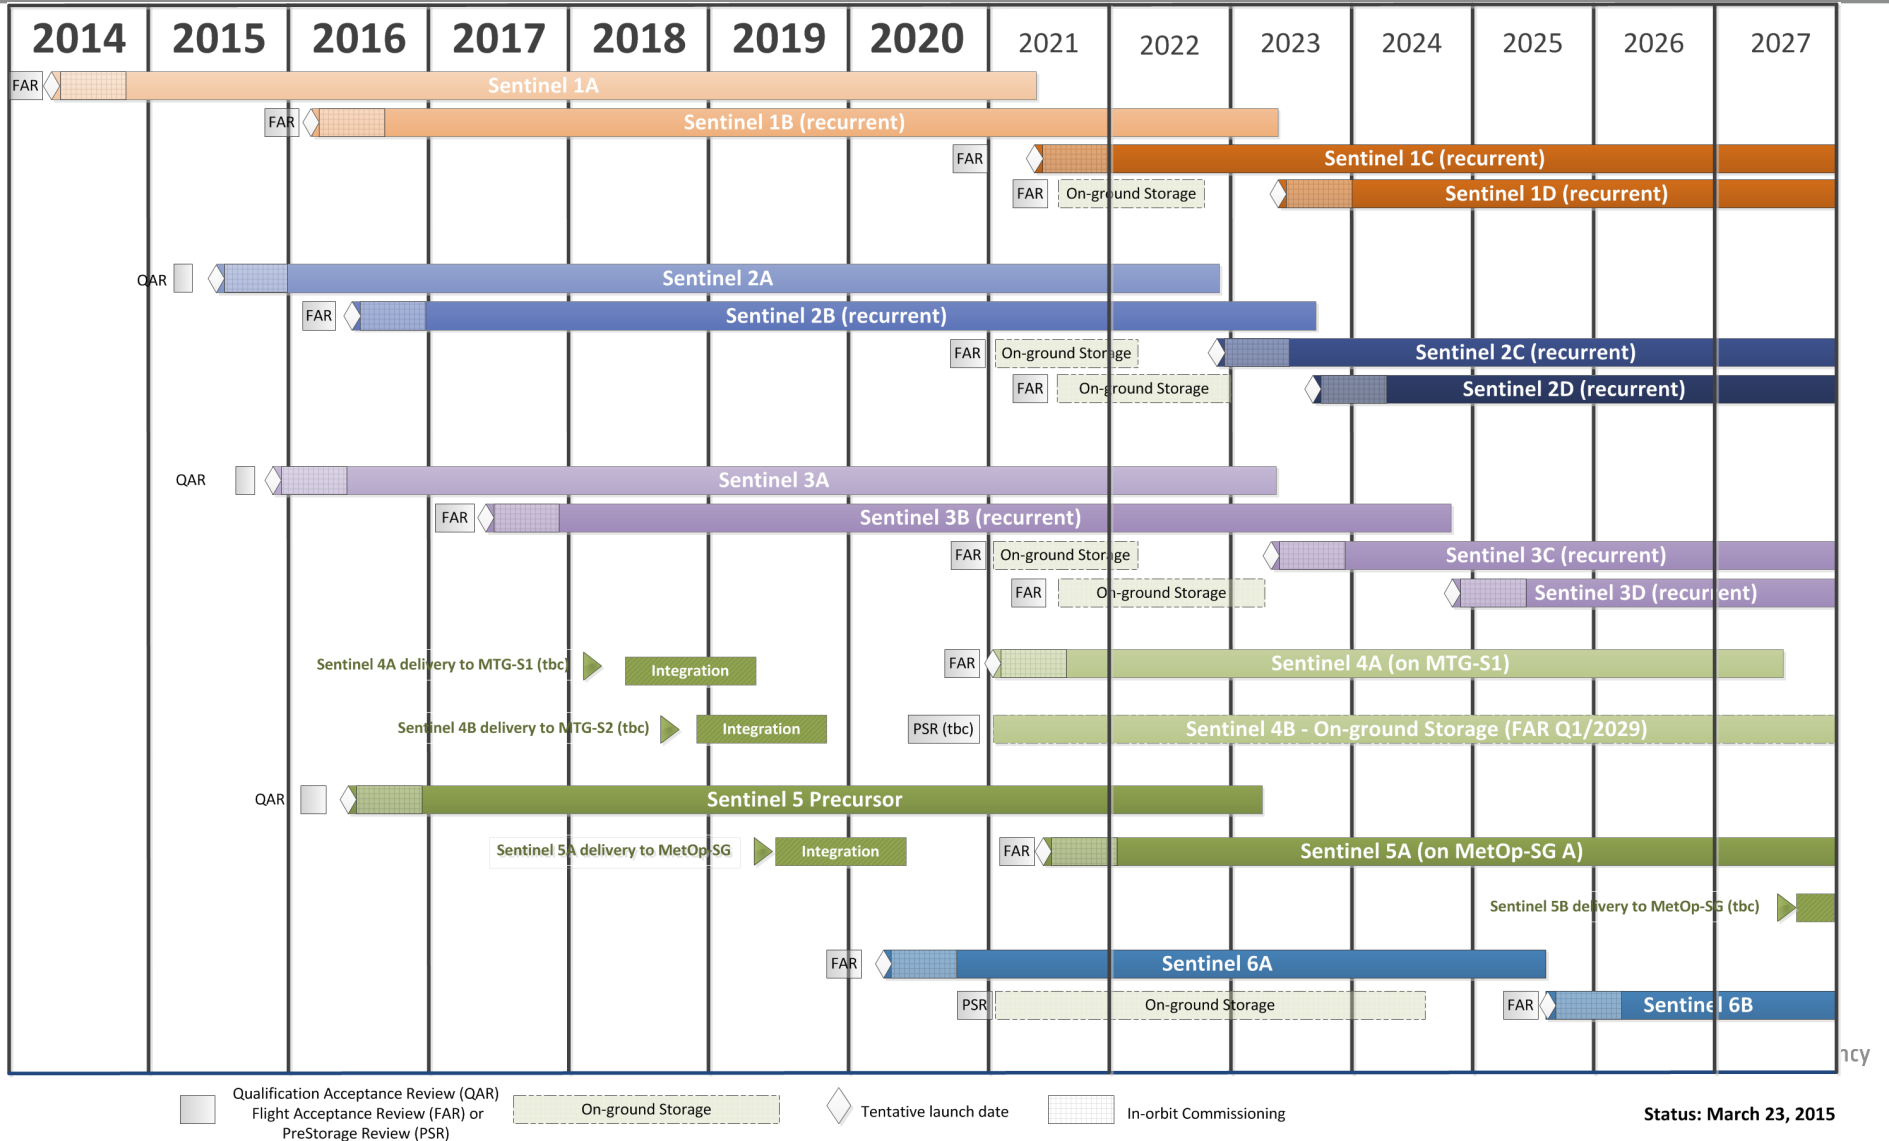 2014 2015 2016 2017 2018 2019 2020 2021 2022 2023 2024 2025 2026 2027
FAR Sentinel 1A
FAR Sentinel 1B (recurrent)
FAR Sentinel 1C (recurrent)
FAR On-ground Storage Sentinel 1D (recurrent)
QAR Sentinel 2A
FAR Sentinel 2B (recurrent)
FAR On-ground Storage Sentinel 2C (recurrent)
FAR On-ground Storage Sentinel 2D (recurrent)
QAR Sentinel 3A
FAR Sentinel 3B (recurrent)
FAR On-ground Storage Sentinel 3C (recurrent)
FAR On-ground Storage Sentinel 3D (recurrent)
Sentinel 4A delivery to MTG-S1 (tbc) Integration FAR Sentinel 4A (on MTG-S1)
Sentinel 4B delivery to MTG-S2 (tbc) Integration PSR (tbc) Sentinel 4B - On-ground Storage (FAR Q1/2029)
QAR Sentinel 5 Precursor
Sentinel 5A delivery to MetOp-SG Integration FAR Sentinel 5A (on MetOp-SG A)
Sentinel 5B delivery to MetOp-SG (tbc)
FAR Sentinel 6A
PSR On-ground Storage FAR Sentinel 6B
Qualification Acceptance Review (QAR)
Flight Acceptance Review (FAR) or
PreStorage Review (PSR)
On-ground Storage
Tentative launch date
In-orbit Commissioning
Status: March 23, 2015